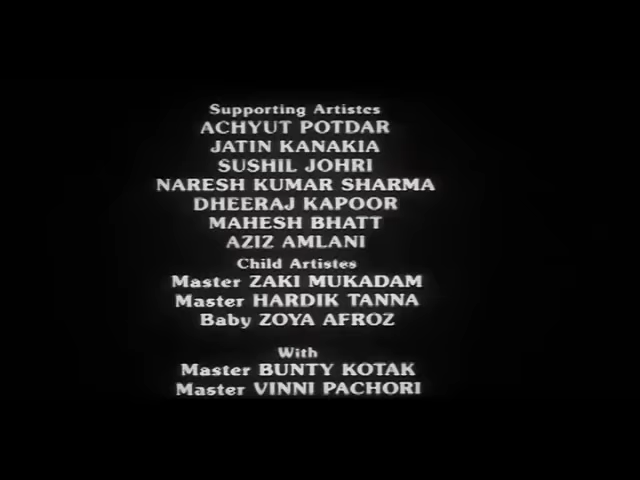 Supporting Artistes
ACHYUT POTDAR
JATIN KANAKIA
SUSHIL JOHRI
NARESH KUMAR SHARMA
DHEERAJ KAPOOR
MAHESH BHATT
AZIZ AMLANI
Child Artistes
Master ZAKI MUKADAM
Master HARDIK TANNA
Baby ZOYA AFROZ
With
Master BUNTY KOTAK
Master VINNI PACHORI